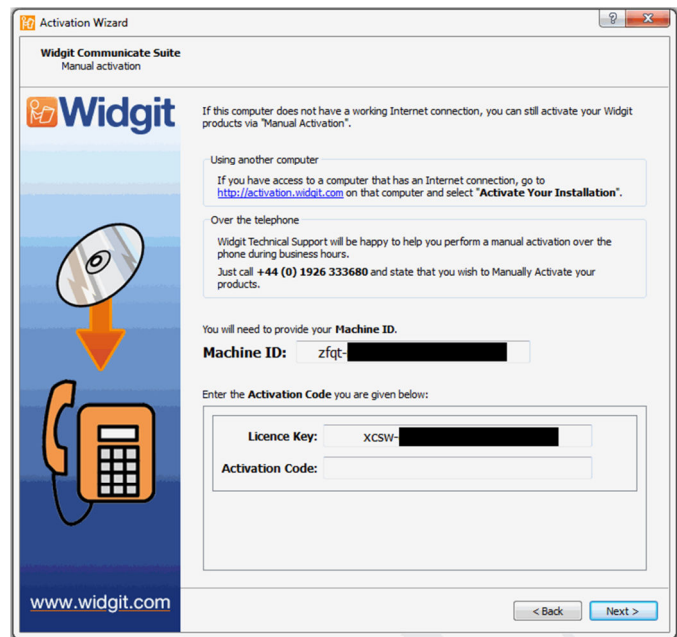 Activation Wizard
Widgit Communicate Suite
Manual activation
Widgit
If this computer does not have a working Internet connection, you can still activate your Widgit
products via "Manual Activation".
Using another computer
If you have access to a computer that has an Internet connection, go to
http://activation.widgit.com on that computer and select "Activate Your Installation".
Over the telephone
Widgit Technical Support will be happy to help you perform a manual activation over the
phone during business hours.
Just call +44 (0) 1926 333680 and state that you wish to Manually Activate your
products.
You will need to provide your Machine ID.
Machine ID: zfqt-
Enter the Activation Code you are given below:
Licence Key: xcsw-
Activation Code:
www.widgit.com
< Back Next >